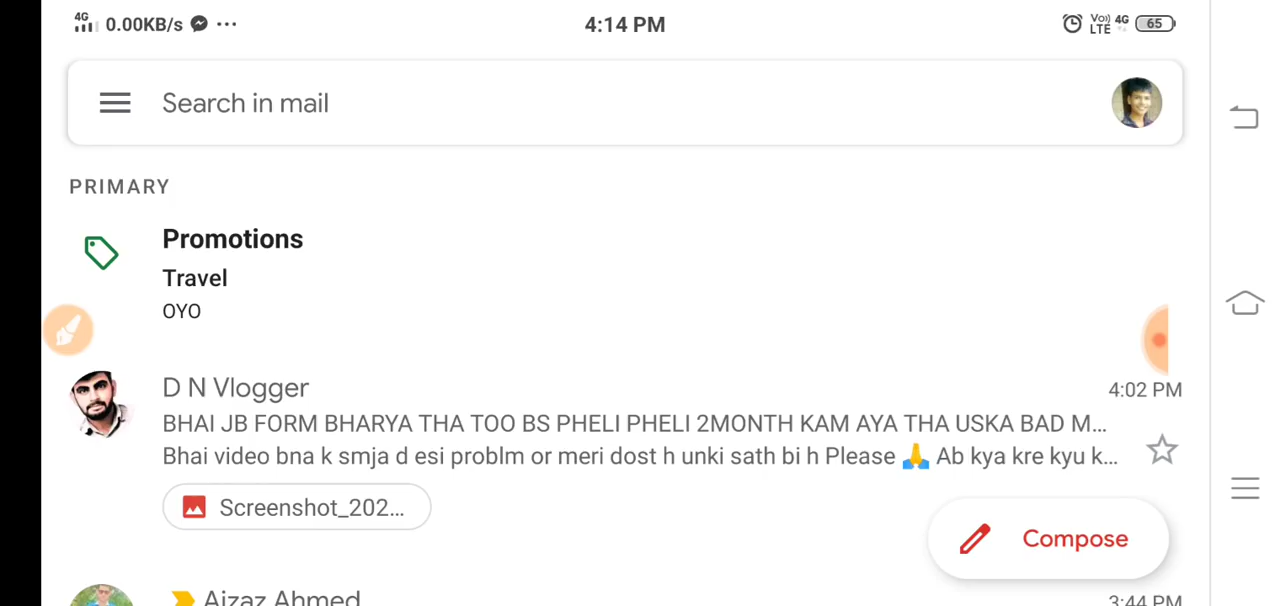 4G 0.00KB/s ...
4:14 PM
Vo) LTE 4G 65
Search in mail
PRIMARY
Promotions
Travel
OYO
D N Vlogger
4:02 PM
BHAI JB FORM BHARYA THA TOO BS PHELI PHELI 2MONTH KAM AYA THA USKA BAD M...
Bhai video bna k smja d esi problm or meri dost h unki sath bi h Please 🙏 Ab kya kre kyu k...
Screenshot_202...
Compose
Aizaz Ahmed
3:44 PM